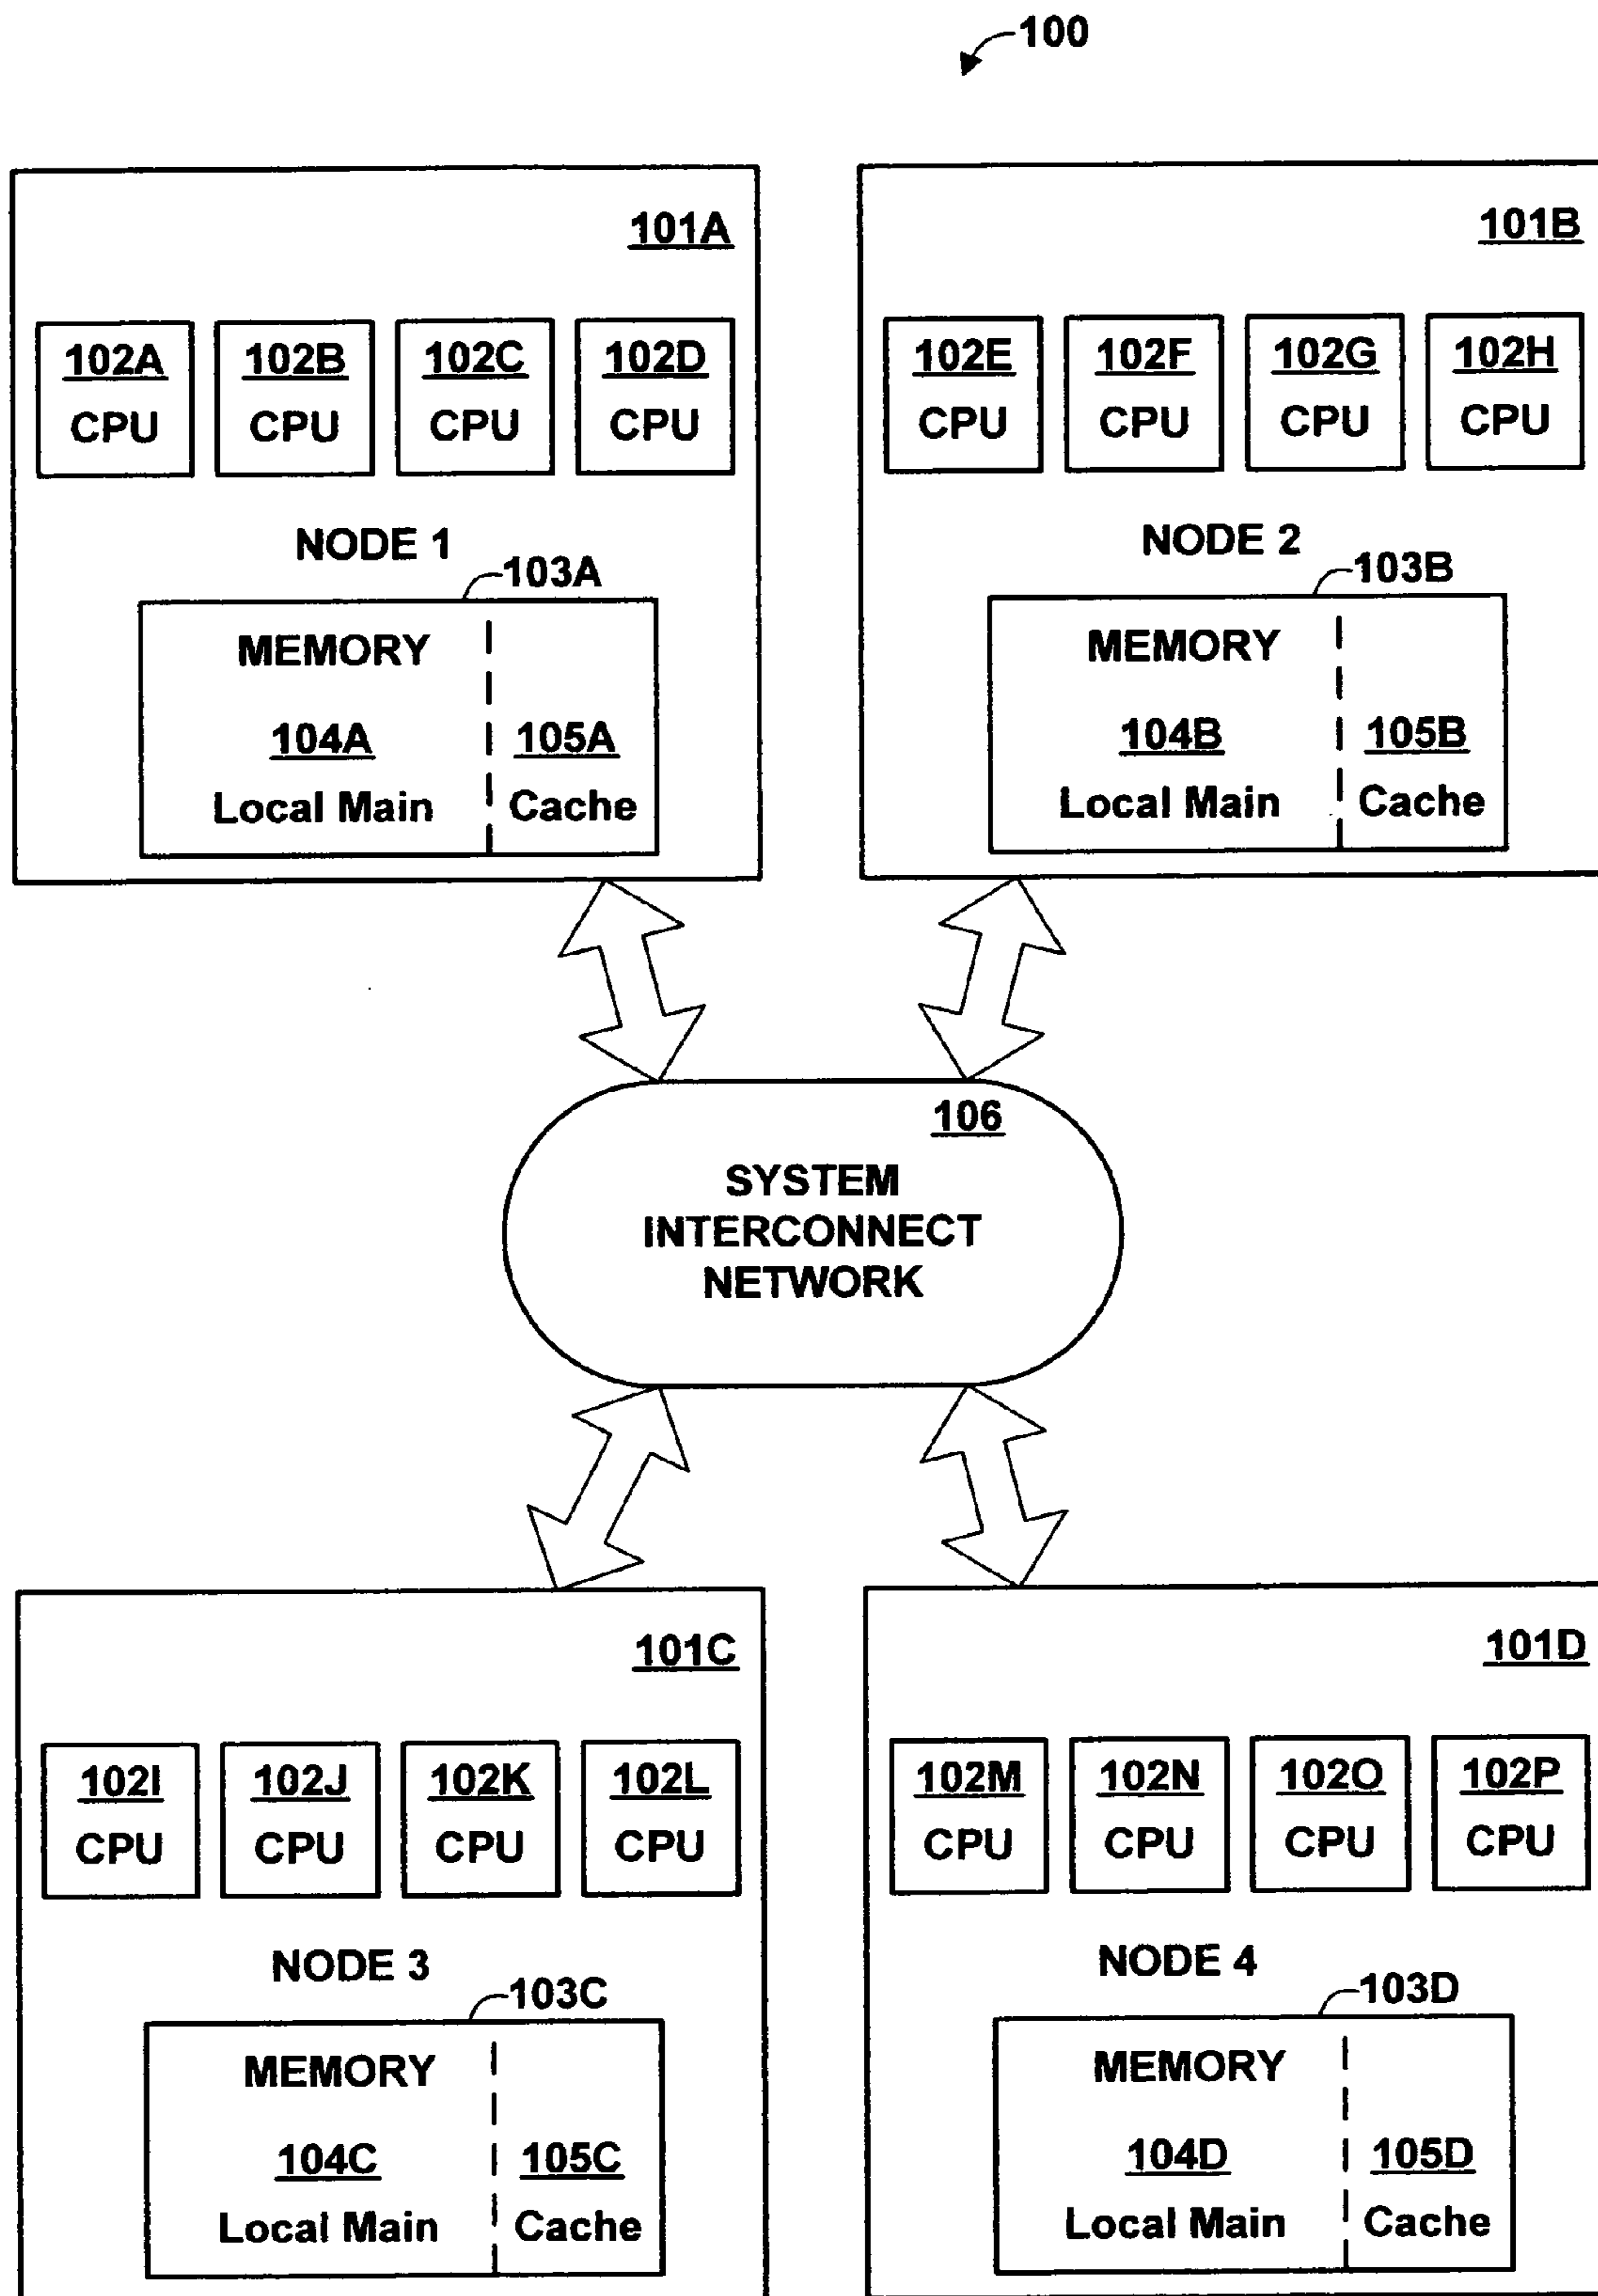 100
101A
102A 102B 102C 102D
CPU CPU CPU CPU
NODE 1
103A
MEMORY
104A 105A
Local Main Cache
101B
102E 102F 102G 102H
CPU CPU CPU CPU
NODE 2
103B
MEMORY
104B 105B
Local Main Cache
106
SYSTEM
INTERCONNECT
NETWORK
101C
102I 102J 102K 102L
CPU CPU CPU CPU
NODE 3
103C
MEMORY
104C 105C
Local Main Cache
101D
102M 102N 102O 102P
CPU CPU CPU CPU
NODE 4
103D
MEMORY
104D 105D
Local Main Cache